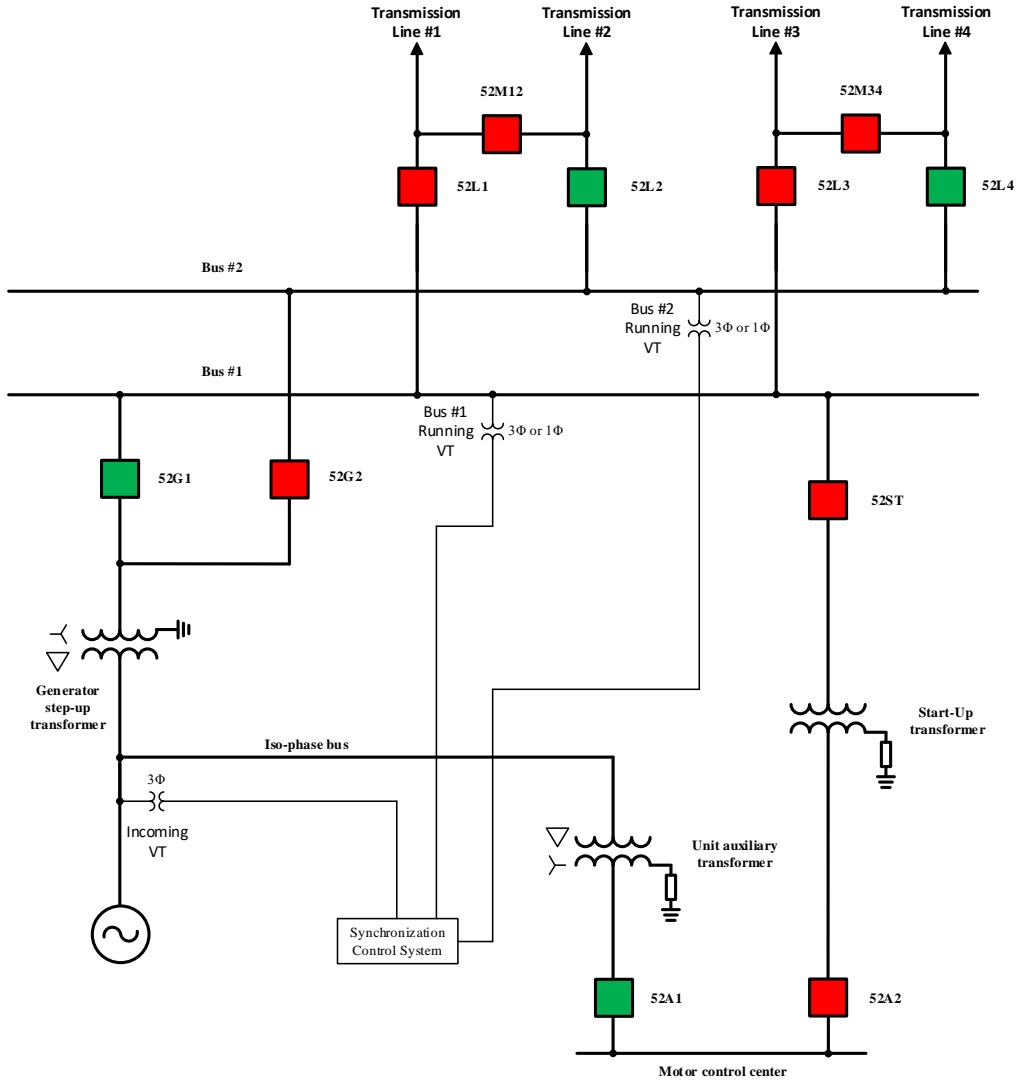 Transmission
Line #1
Transmission
Line #2
Transmission
Line #3
Transmission
Line #4
52M12
52M34
52L1
52L2
52L3
52L4
Bus #2
Bus #2
Running
VT
3Φ or 1Φ
Bus #1
Bus #1
Running
VT
3Φ or 1Φ
52G1
52G2
52ST
Generator
step-up
transformer
Start-Up
transformer
Iso-phase bus
3Φ
Incoming
VT
Unit auxiliary
transformer
Synchronization
Control System
52A1
52A2
Motor control center